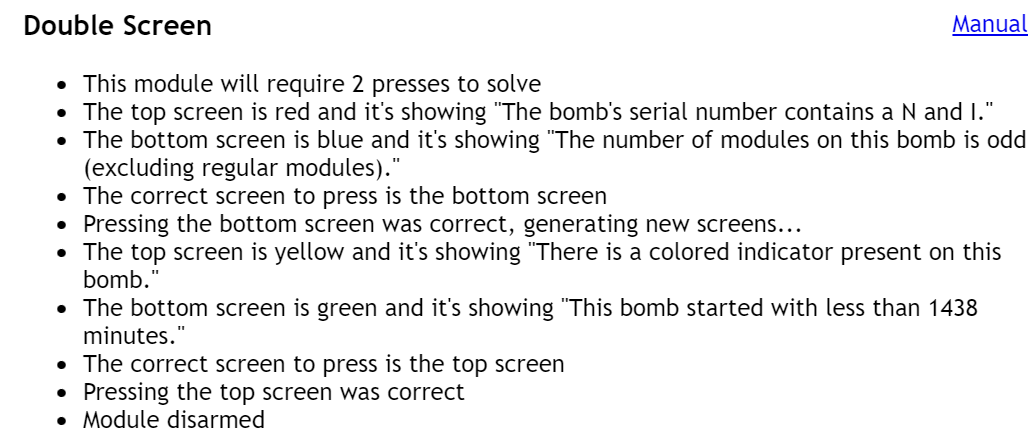 Double Screen
Manual
This module will require 2 presses to solve
The top screen is red and it's showing "The bomb's serial number contains a N and I."
The bottom screen is blue and it's showing "The number of modules on this bomb is odd
(excluding regular modules)."
The correct screen to press is the bottom screen
Pressing the bottom screen was correct, generating new screens...
The top screen is yellow and it's showing "There is a colored indicator present on this
bomb."
The bottom screen is green and it's showing "This bomb started with less than 1438
minutes."
The correct screen to press is the top screen
Pressing the top screen was correct
Module disarmed